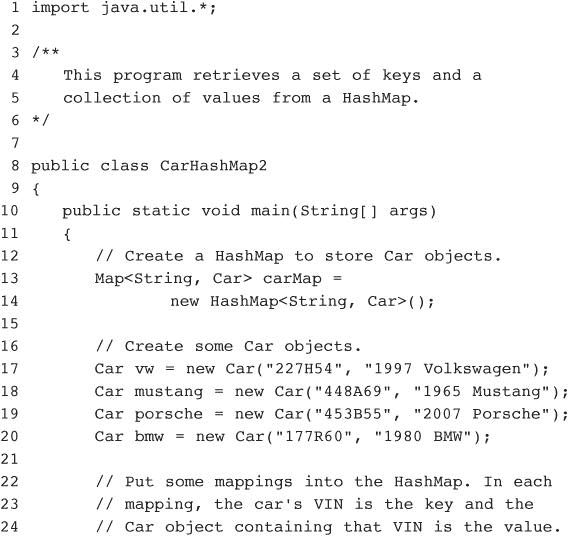 1 import java.util.*;
2
3 /**
4    This program retrieves a set of keys and a
5    collection of values from a HashMap.
6 */
7
8 public class CarHashMap2
9 {
10    public static void main(String[] args)
11    {
12       // Create a HashMap to store Car objects.
13       Map<String, Car> carMap =
14              new HashMap<String, Car>();
15
16       // Create some Car objects.
17       Car vw = new Car("227H54", "1997 Volkswagen");
18       Car mustang = new Car("448A69", "1965 Mustang");
19       Car porsche = new Car("453B55", "2007 Porsche");
20       Car bmw = new Car("177R60", "1980 BMW");
21
22       // Put some mappings into the HashMap. In each
23       // mapping, the car's VIN is the key and the
24       // Car object containing that VIN is the value.